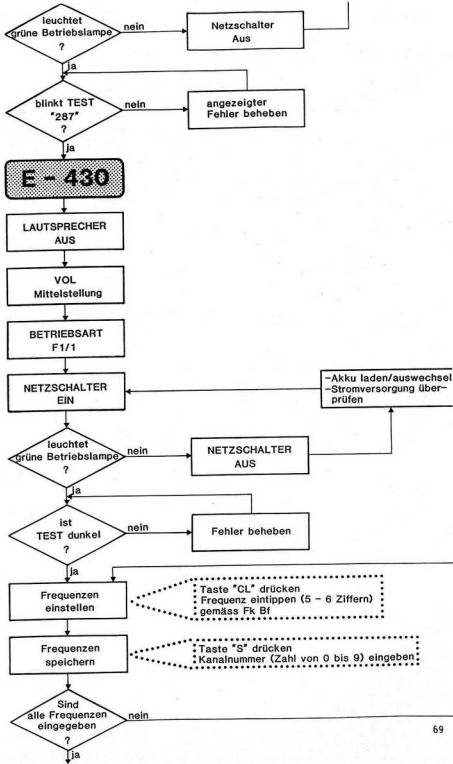 leuchtet
grüne Betriebslampe
?
nein
Netzschalter
Aus
ja
blinkt TEST
"287"
?
nein
angezeigter
Fehler beheben
ja
E - 430
LAUTSPRECHER
AUS
VOL
Mittelstellung
BETRIEBSART
F1/1
NETZSCHALTER
EIN
-Akku laden/auswechsel
-Stromversorgung über-
prüfen
leuchtet
grüne Betriebslampe
?
nein
NETZSCHALTER
AUS
ja
ist
TEST dunkel
?
nein
Fehler beheben
ja
Frequenzen
einstellen
Taste "CL" drücken
Frequenz eintippen (5 - 6 Ziffern)
gemäss Fk Bf
Frequenzen
speichern
Taste "S" drücken
Kanalnummer (Zahl von 0 bis 9) eingeben
Sind
alle Frequenzen
eingegeben
?
nein
ja
69